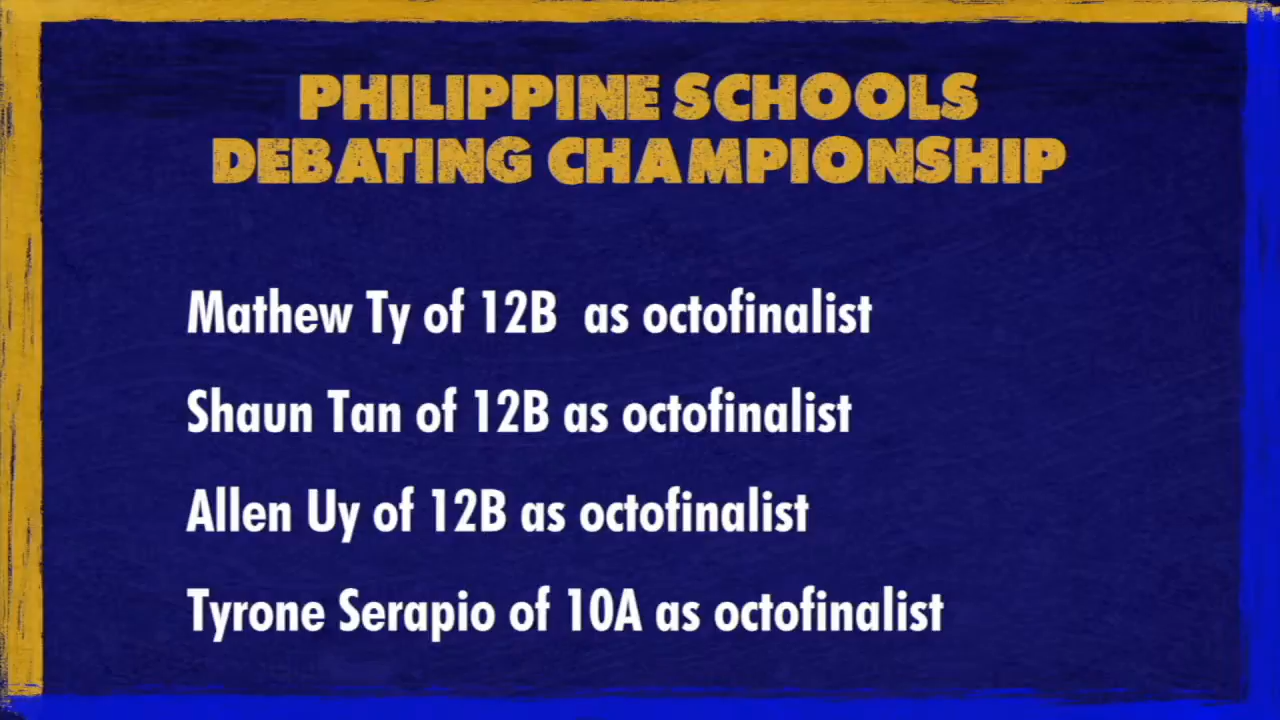 PHILIPPINE SCHOOLS
DEBATING CHAMPIONSHIP
Mathew Ty of 12B  as octofinalist
Shaun Tan of 12B as octofinalist
Allen Uy of 12B as octofinalist
Tyrone Serapio of 10A as octofinalist